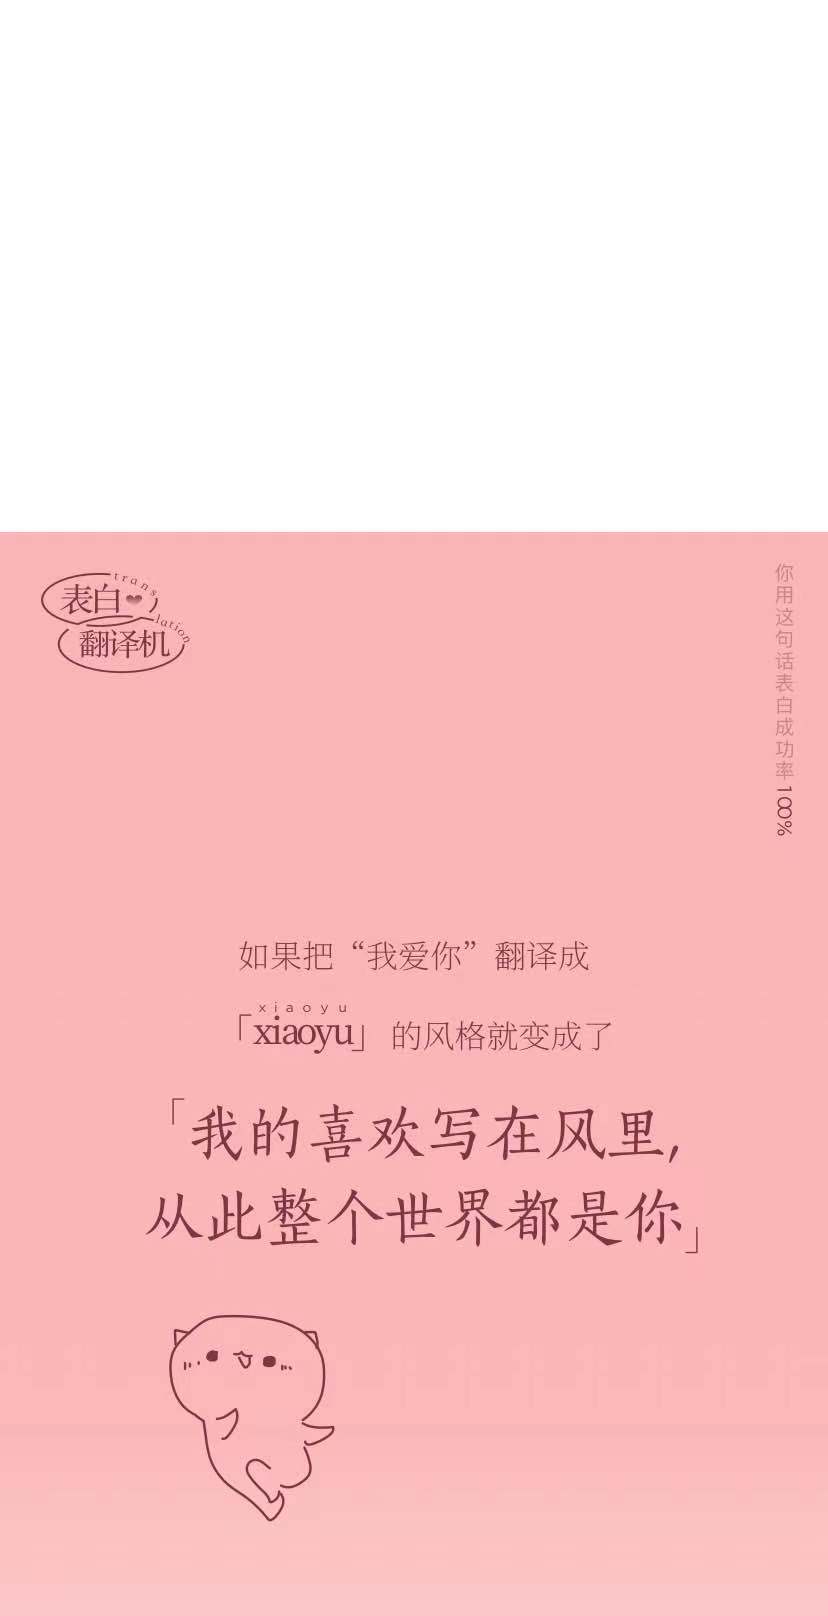 表白❤
trans
lation
翻译机
你用这句话表白成功率100%
如果把“我爱你”翻译成
xiaoyu
「xiaoyu」的风格就变成了
「我的喜欢写在风里,
从此整个世界都是你」